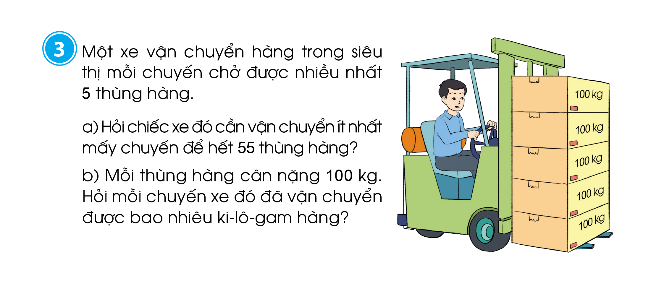 3
Một xe vận chuyển hàng trong siêu
thị mỗi chuyến chở được nhiều nhất
5 thùng hàng.
a) Hỏi chiếc xe đó cần vận chuyển ít nhất
mấy chuyến để hết 55 thùng hàng?
b) Mỗi thùng hàng cân nặng 100 kg.
Hỏi mỗi chuyến xe đó đã vận chuyển
được bao nhiêu ki-lô-gam hàng?
100 kg
100 kg
100 kg
100 kg
100 kg